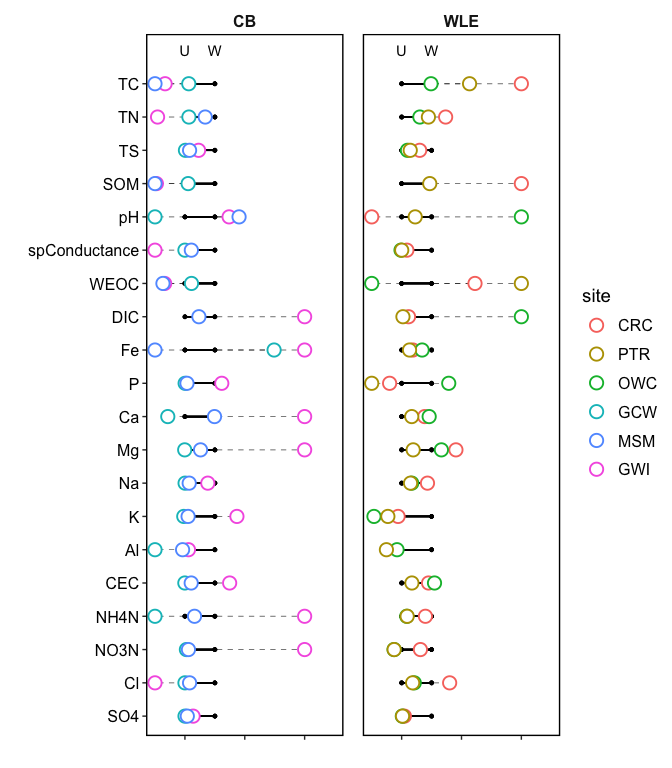 CB WLE
U W U W
TC
TN
TS
SOM
pH
spConductance
WEOC
DIC
Fe
P
Ca
Mg
Na
K
Al
CEC
NH4N
NO3N
Cl
SO4
site
CRC
PTR
OWC
GCW
MSM
GWI